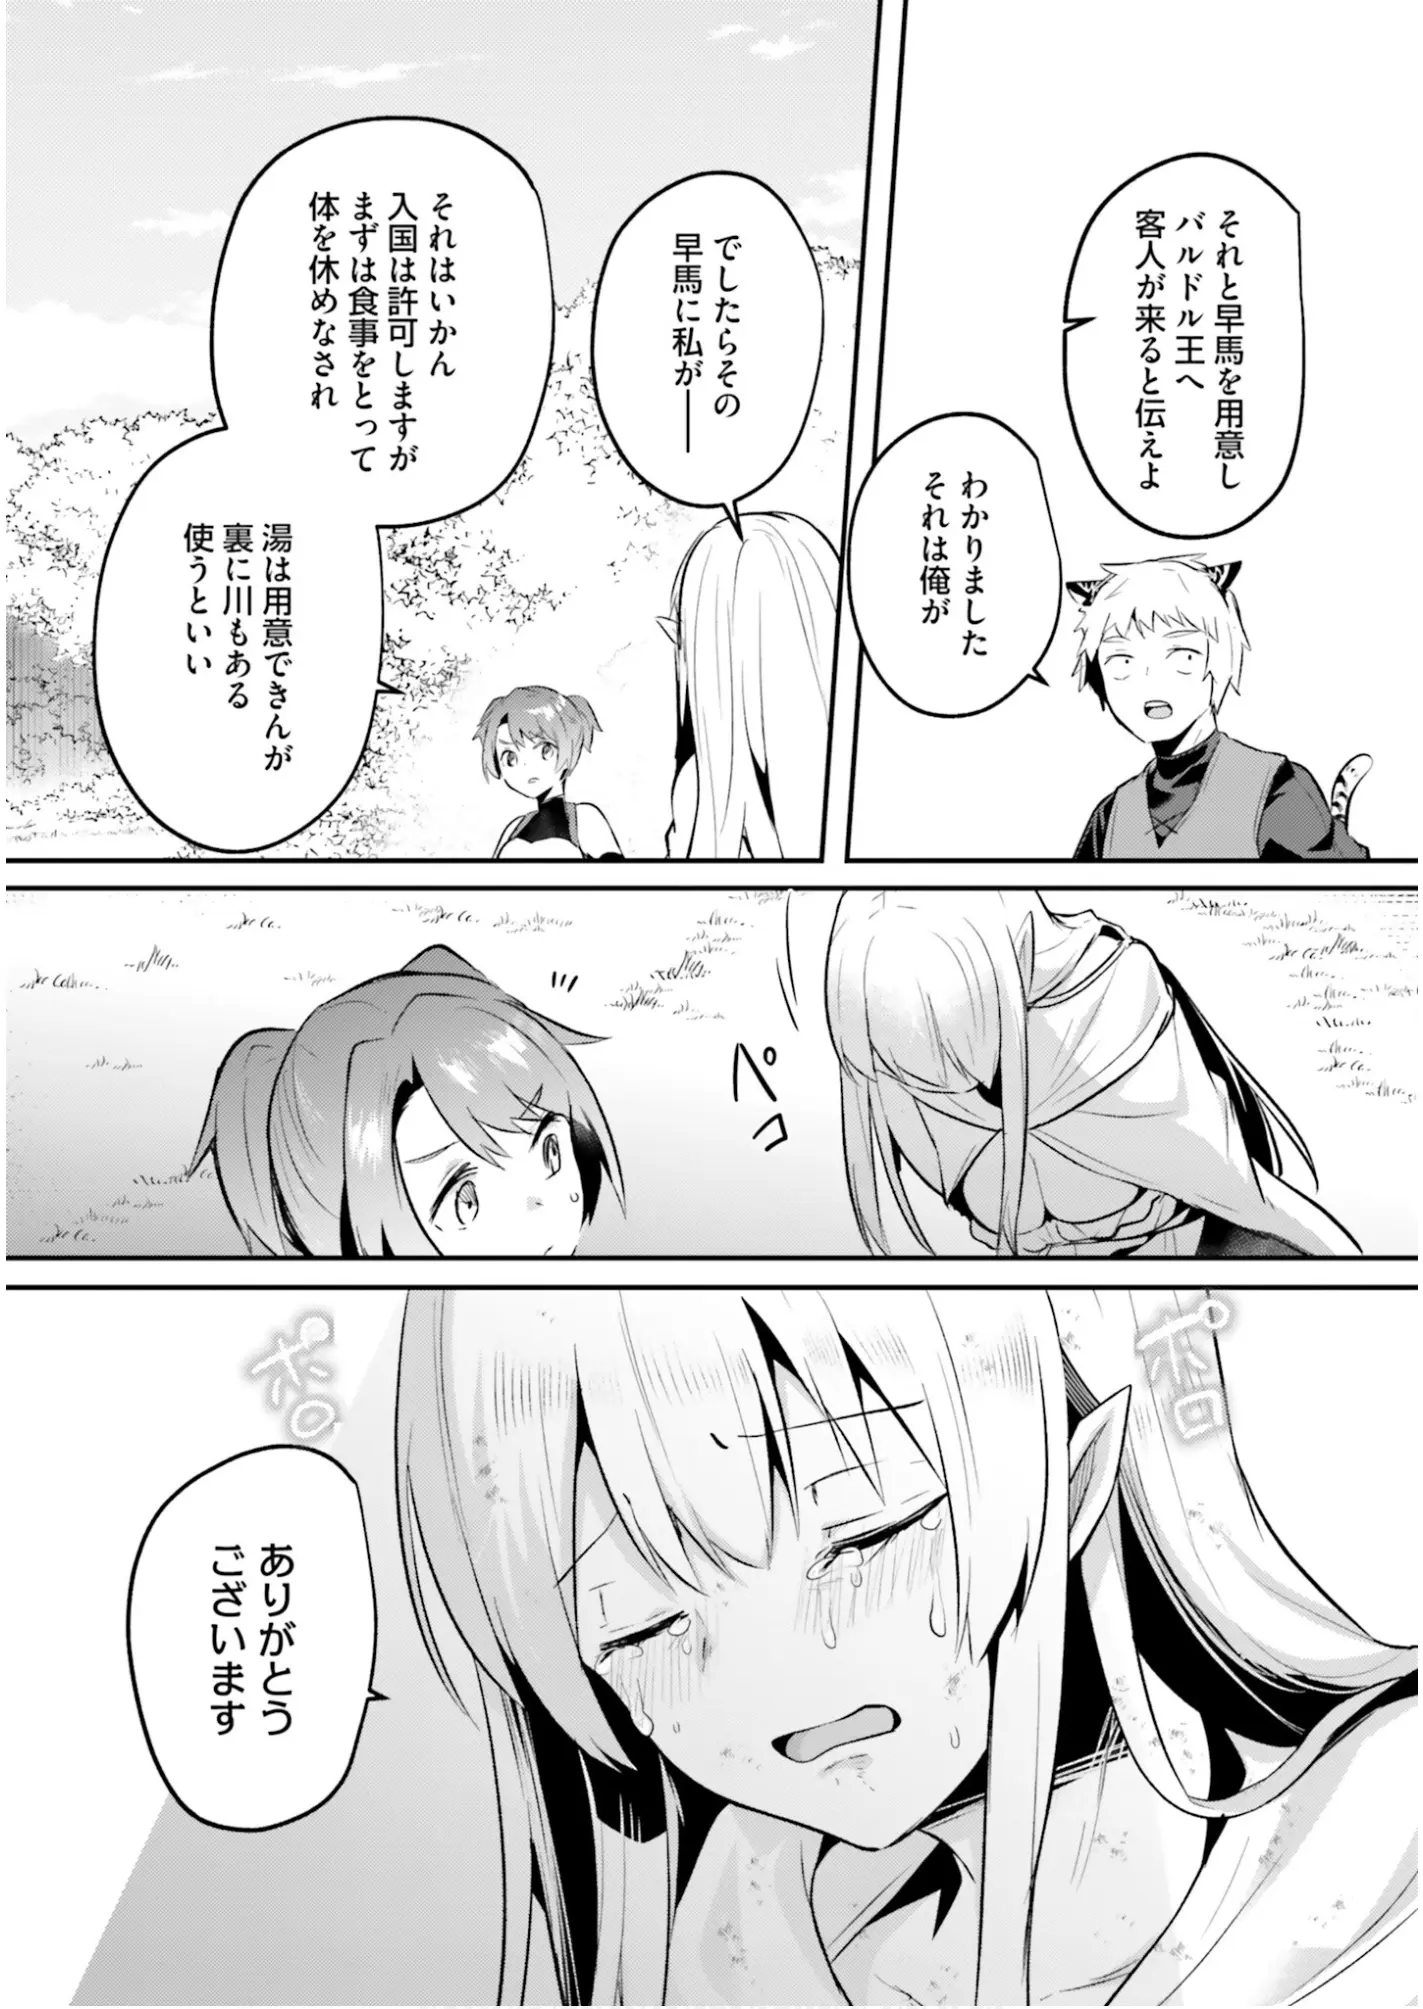 それと早馬を用意し
バルドル王へ
客人が来ると伝えよ
わかりました
それは俺が
でしたらその
早馬に私が──
それはいかん
入国は許可しますが
まずは食事をとって
体を休めなされ
湯は用意できんが
裏に川もある
使うといい
ペコ
ポロ
ポロ
ありがとう
ございます